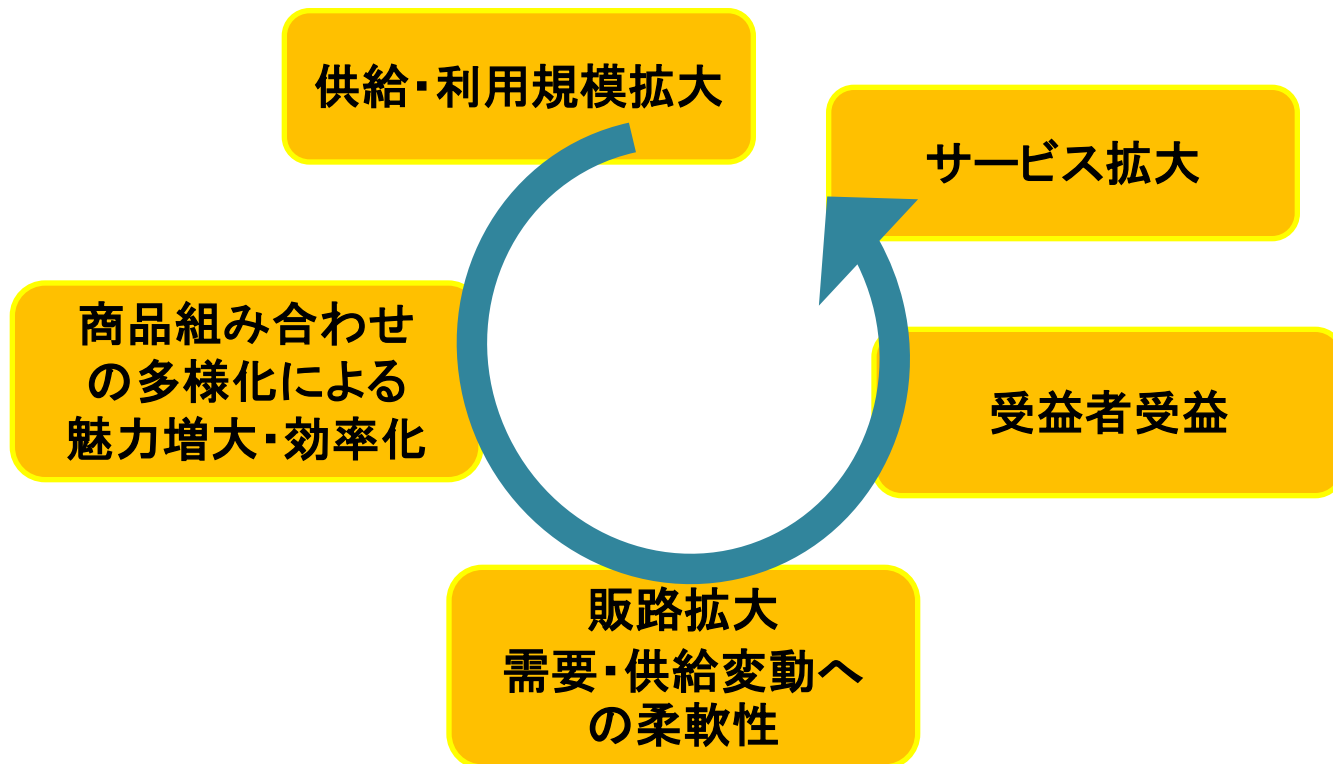 供給・利用規模拡大
サービス拡大
商品組み合わせ
の多様化による
魅力増大・効率化
受益者受益
販路拡大
需要・供給変動へ
の柔軟性